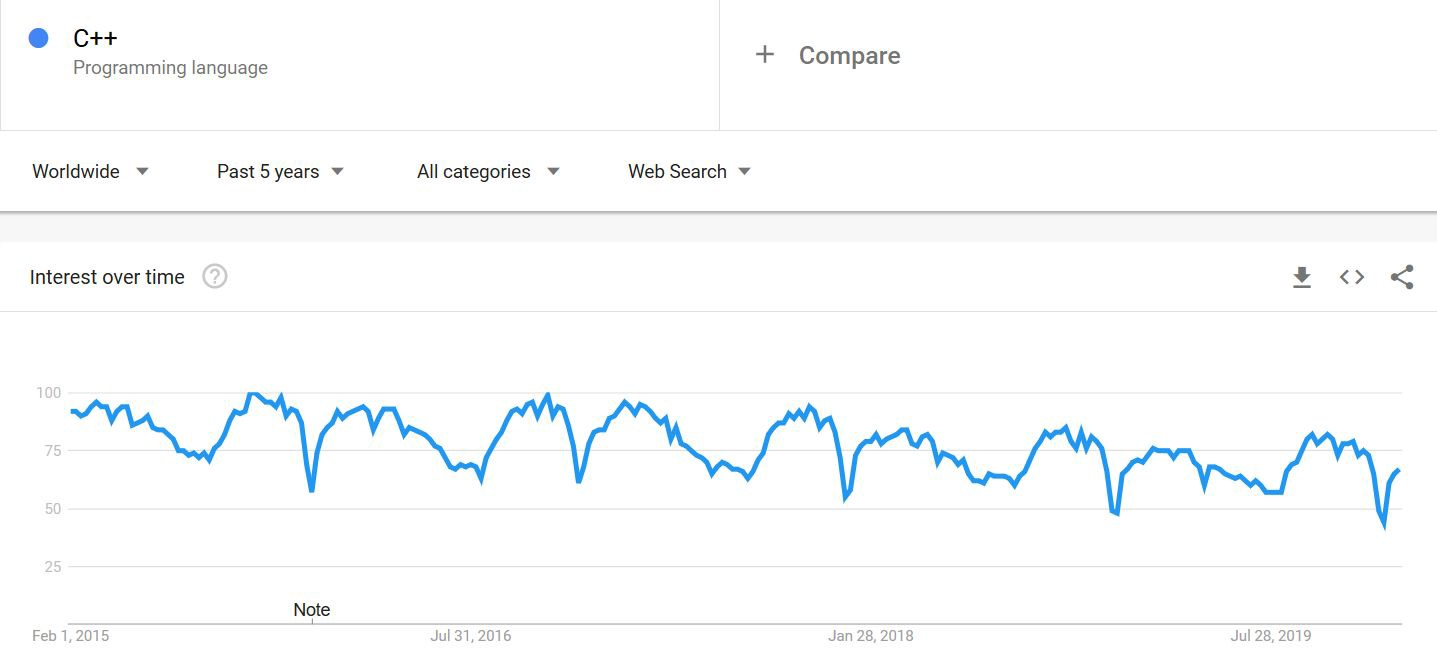 C++
Programming language
+ Compare
Worldwide
Past 5 years
All categories
Web Search
Interest over time ?
100
75
50
25
Note
Feb 1, 2015
Jul 31, 2016
Jan 28, 2018
Jul 28, 2019